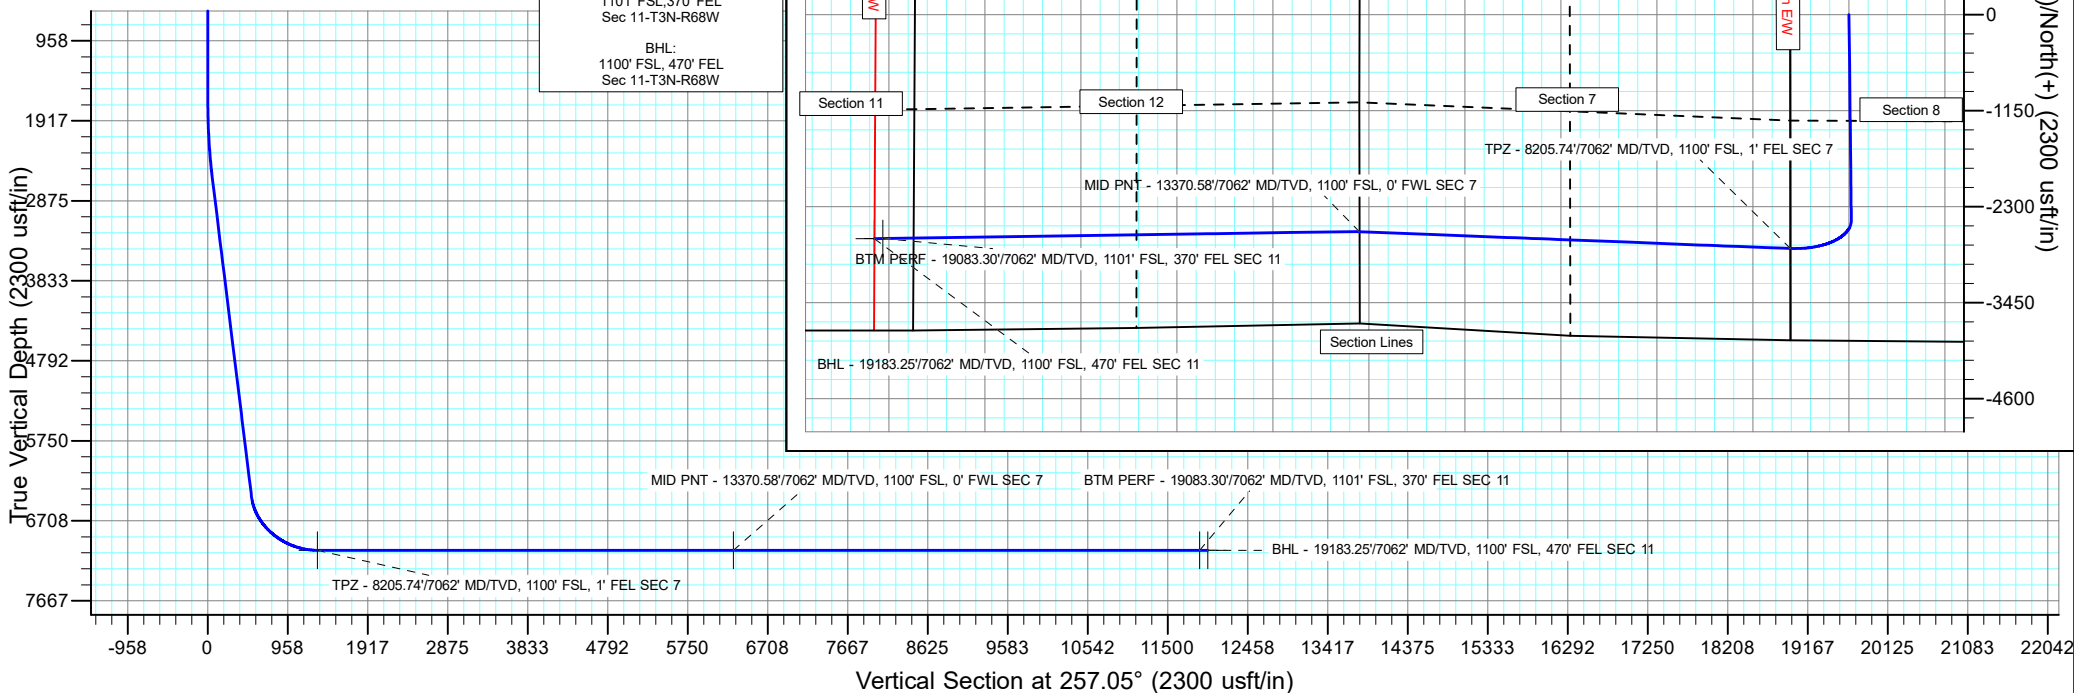 1101' FSL,370' FEL
Sec 11-T3N-R68W
BHL:
1100' FSL, 470' FEL
Sec 11-T3N-R68W
True Vertical Depth (2300 usft/in)
958
1917
2875
3833
4792
5750
6708
7667
W
E/W
Section 11
Section 12
Section 7
Section 8
TPZ - 8205.74'/7062' MD/TVD, 1100' FSL, 1' FEL SEC 7
MID PNT - 13370.58'/7062' MD/TVD, 1100' FSL, 0' FWL SEC 7
BTM PERF - 19083.30'/7062' MD/TVD, 1101' FSL, 370' FEL SEC 11
Section Lines
BHL - 19183.25'/7062' MD/TVD, 1100' FSL, 470' FEL SEC 11
0
-1150
-2300
-3450
-4600
)/North(+) (2300 usft/in)
MID PNT - 13370.58'/7062' MD/TVD, 1100' FSL, 0' FWL SEC 7
BTM PERF - 19083.30'/7062' MD/TVD, 1101' FSL, 370' FEL SEC 11
BHL - 19183.25'/7062' MD/TVD, 1100' FSL, 470' FEL SEC 11
TPZ - 8205.74'/7062' MD/TVD, 1100' FSL, 1' FEL SEC 7
-958 0 958 1917 2875 3833 4792 5750 6708 7667 8625 9583 10542 11500 12458 13417 14375 15333 16292 17250 18208 19167 20125 21083 22042
Vertical Section at 257.05° (2300 usft/in)